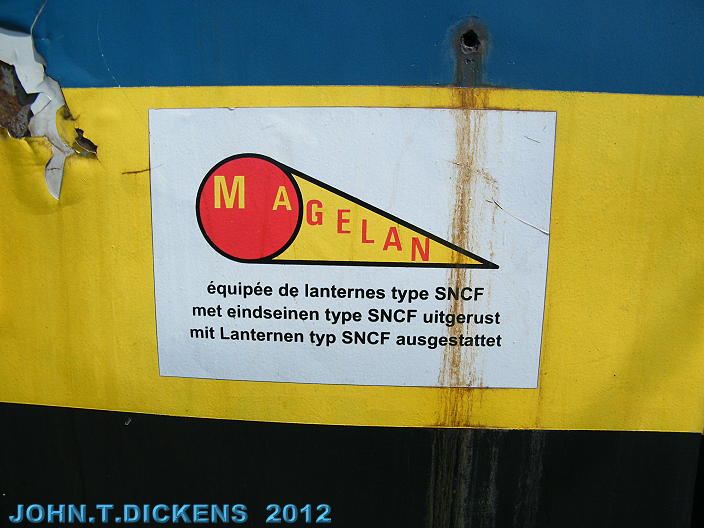 MAGELAN
équipée de lanternes type SNCF
met eindseinen type SNCF uitgerust
mit Lanternen typ SNCF ausgestattet
JOHN.T.DICKENS 2012